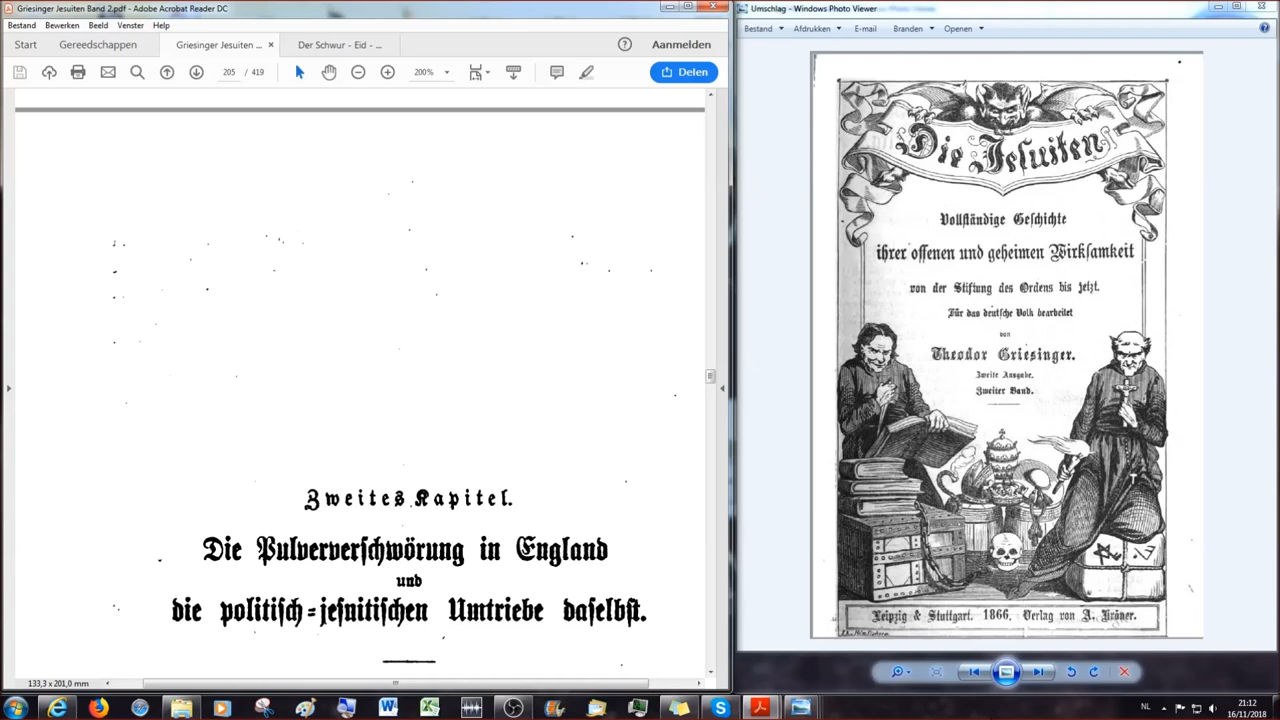 Griesinger Jesuiten Band 2.pdf - Adobe Acrobat Reader DC
Bestand Bewerken Beeld Venster Help
Start Gereedschappen Griesinger Jesuiten ... × Der Schwur - Eid - ... Aanmelden
205 / 419 200% Delen
Zweites Kapitel.
Die Pulververschwörung in England
und
die politisch-jesuitischen Umtriebe daselbst.
133,3 x 201,0 mm
Umschlag - Windows Photo Viewer
Bestand Afdrukken E-mail Branden Openen
Die Jesuiten
Vollständige Geschichte
ihrer offenen und geheimen Wirksamkeit
von der Stiftung des Ordens bis jetzt.
Für das deutsche Volk bearbeitet
von
Theodor Griesinger.
Zweite Ausgabe.
Zweiter Band.
Leipzig & Stuttgart. 1866. Verlag von A. Kröner.
NL 21:12
16/11/2018